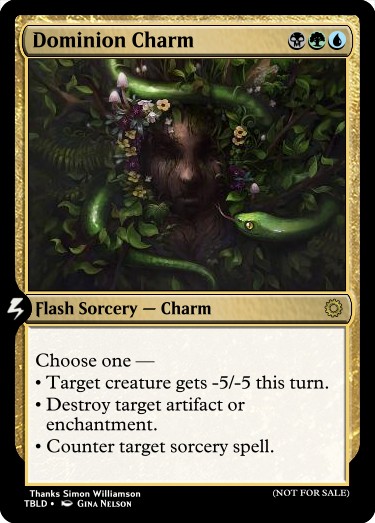 Dominion Charm
Flash Sorcery — Charm
Choose one —
• Target creature gets -5/-5 this turn.
• Destroy target artifact or
enchantment.
• Counter target sorcery spell.
Thanks Simon Williamson
(NOT FOR SALE)
TBLD • Gina Nelson